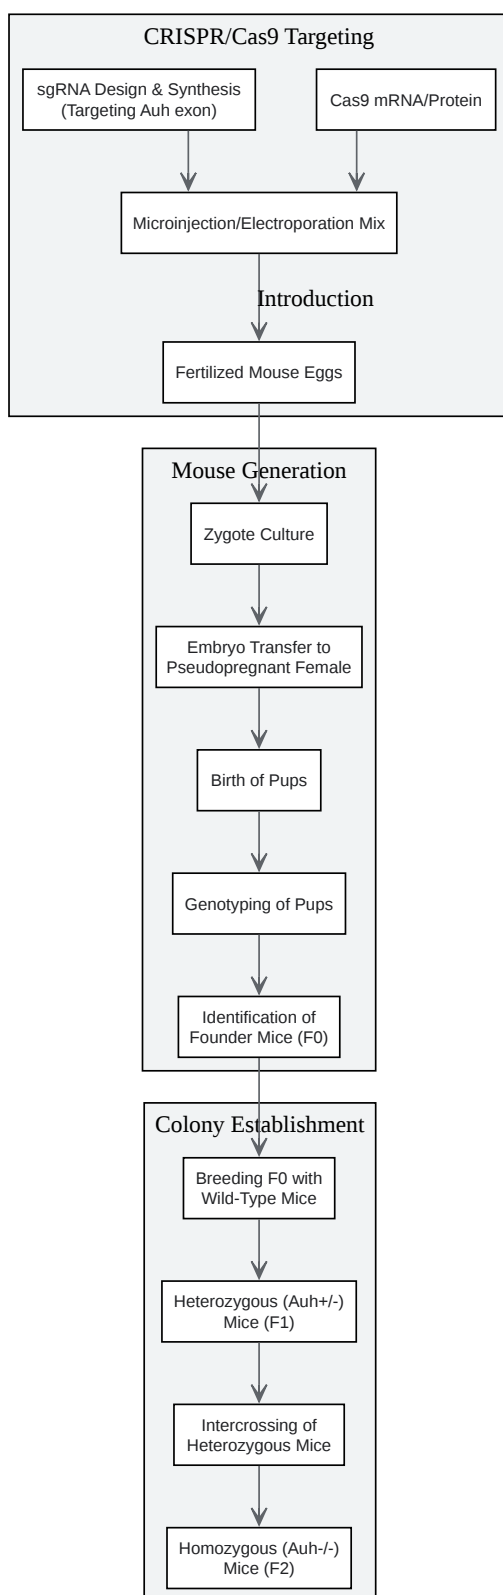 CRISPR/Cas9 Targeting
sgRNA Design & Synthesis
(Targeting Auh exon)
Cas9 mRNA/Protein
Microinjection/Electroporation Mix
Introduction
Fertilized Mouse Eggs
Mouse Generation
Zygote Culture
Embryo Transfer to
Pseudopregnant Female
Birth of Pups
Genotyping of Pups
Identification of
Founder Mice (F0)
Colony Establishment
Breeding F0 with
Wild-Type Mice
Heterozygous (Auh+/-)
Mice (F1)
Intercrossing of
Heterozygous Mice
Homozygous (Auh-/-)
Mice (F2)